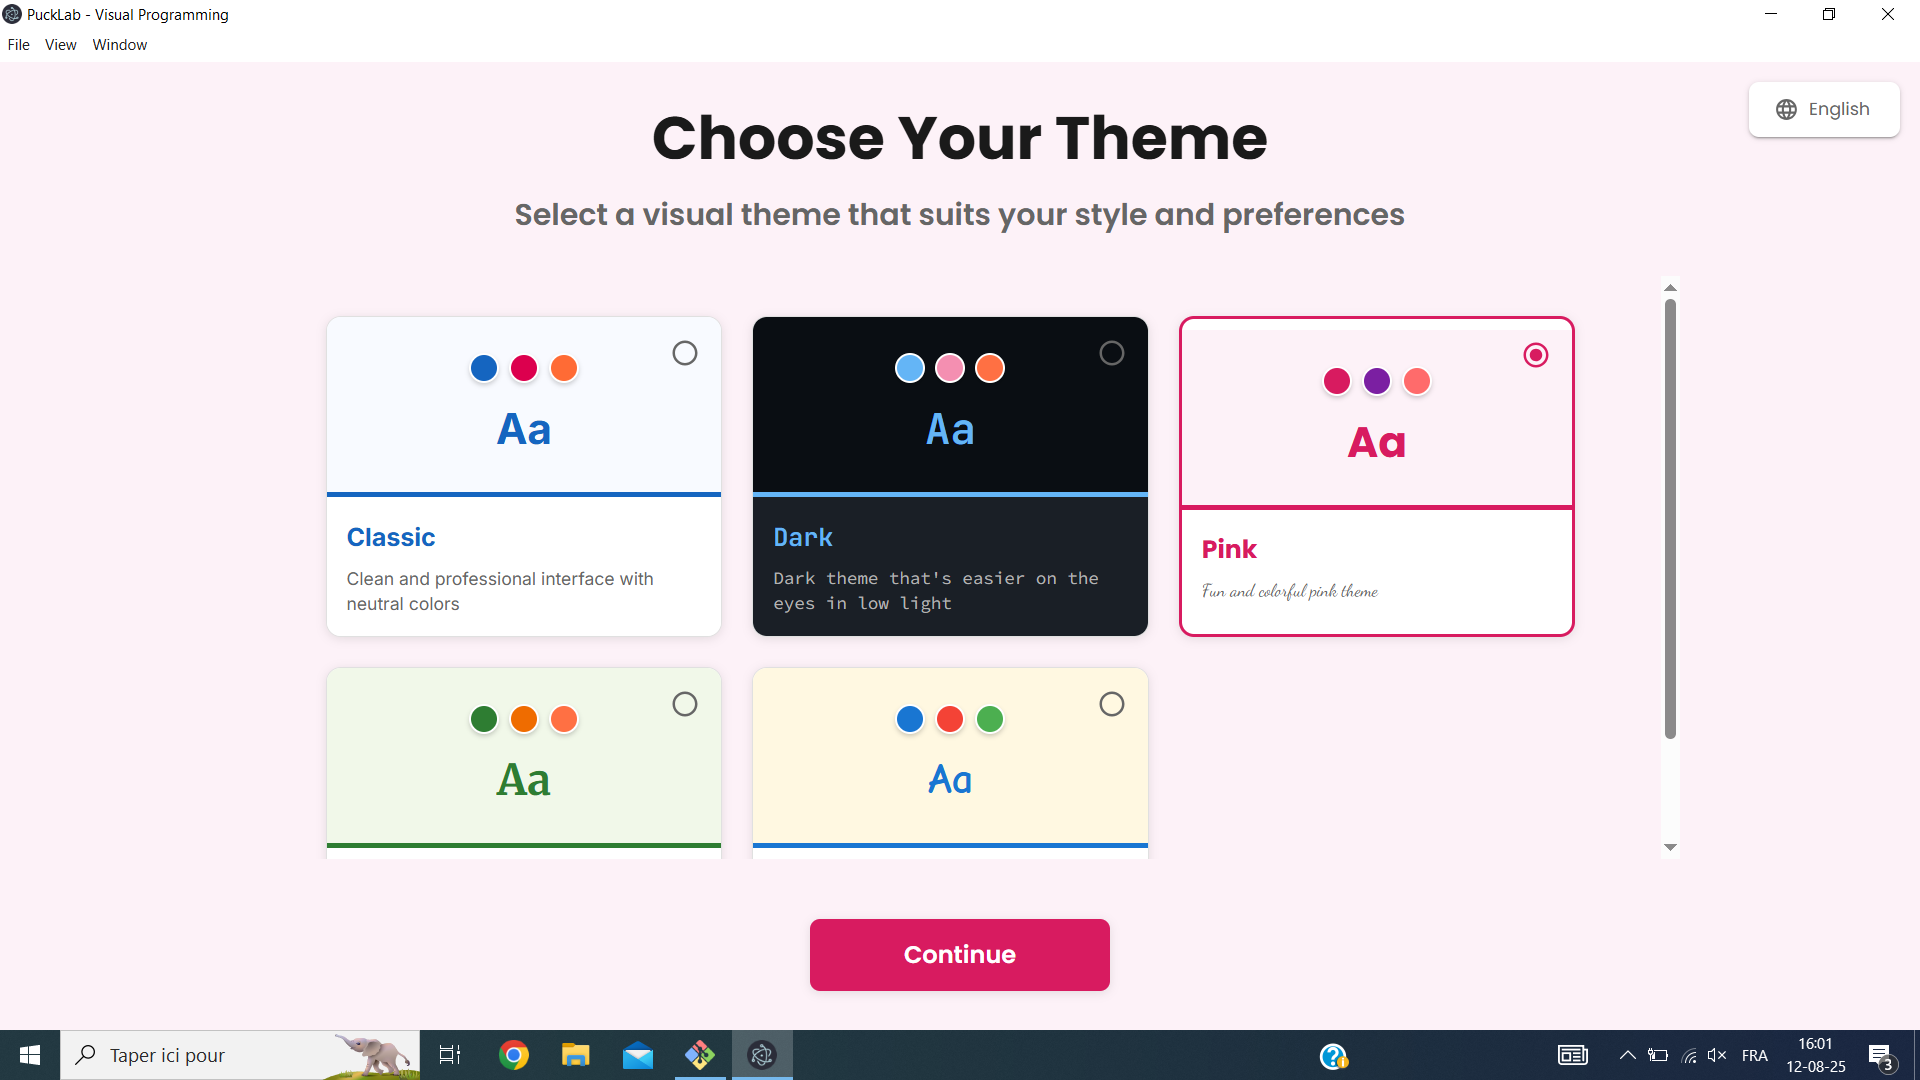 PuckLab - Visual Programming
File View Window
English
Choose Your Theme
Select a visual theme that suits your style and preferences
Aa
Classic
Clean and professional interface with
neutral colors
Aa
Dark
Dark theme that's easier on the
eyes in low light
Aa
Pink
Fun and colorful pink theme
Aa
Aa
Continue
Taper ici pour
FRA
16:01
12-08-25
3